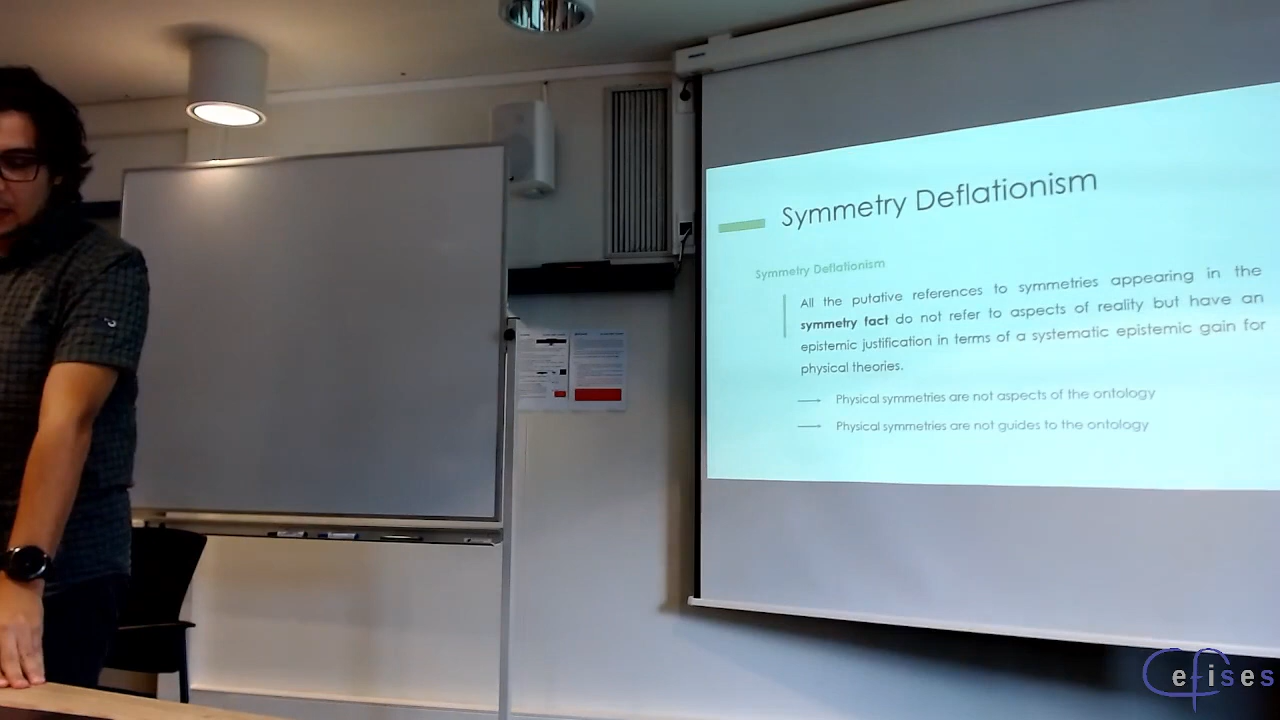 Symmetry Deflationism
Symmetry Deflationism
All the putative references to symmetries appearing in the
symmetry fact do not refer to aspects of reality but have an
epistemic justification in terms of a systematic epistemic gain for
physical theories.
Physical symmetries are not aspects of the ontology
Physical symmetries are not guides to the ontology
Cefises